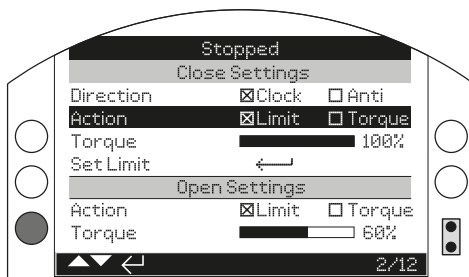 Stopped
Close Settings
Direction ☒Clock ☐Anti
Action ☒Limit ☐Torque
Torque 100%
Set Limit
Open Settings
Action ☒Limit ☐Torque
Torque 60%
2/12